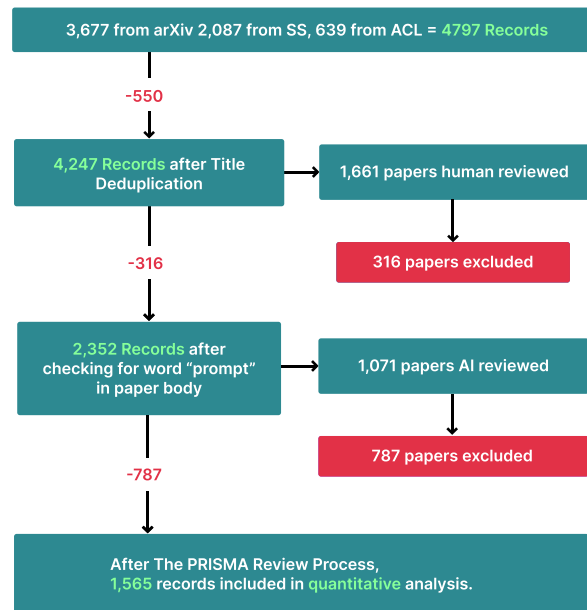 3,677 from arXiv 2,087 from SS, 639 from ACL = 4797 Records
-550
4,247 Records after Title
Deduplication
1,661 papers human reviewed
-316
316 papers excluded
2,352 Records after
checking for word “prompt”
in paper body
1,071 papers AI reviewed
-787
787 papers excluded
After The PRISMA Review Process,
1,565 records included in quantitative analysis.